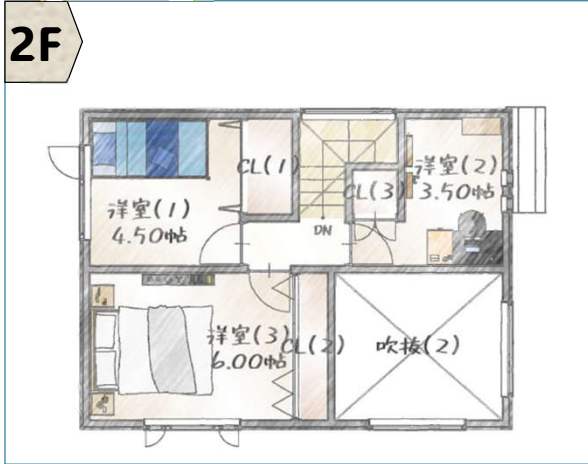 2F
CL(1)
洋室(1)
4.50帖
DN
CL(3)
洋室(2)
3.50帖
洋室(3)
6.00帖
CL(2)
吹抜(2)